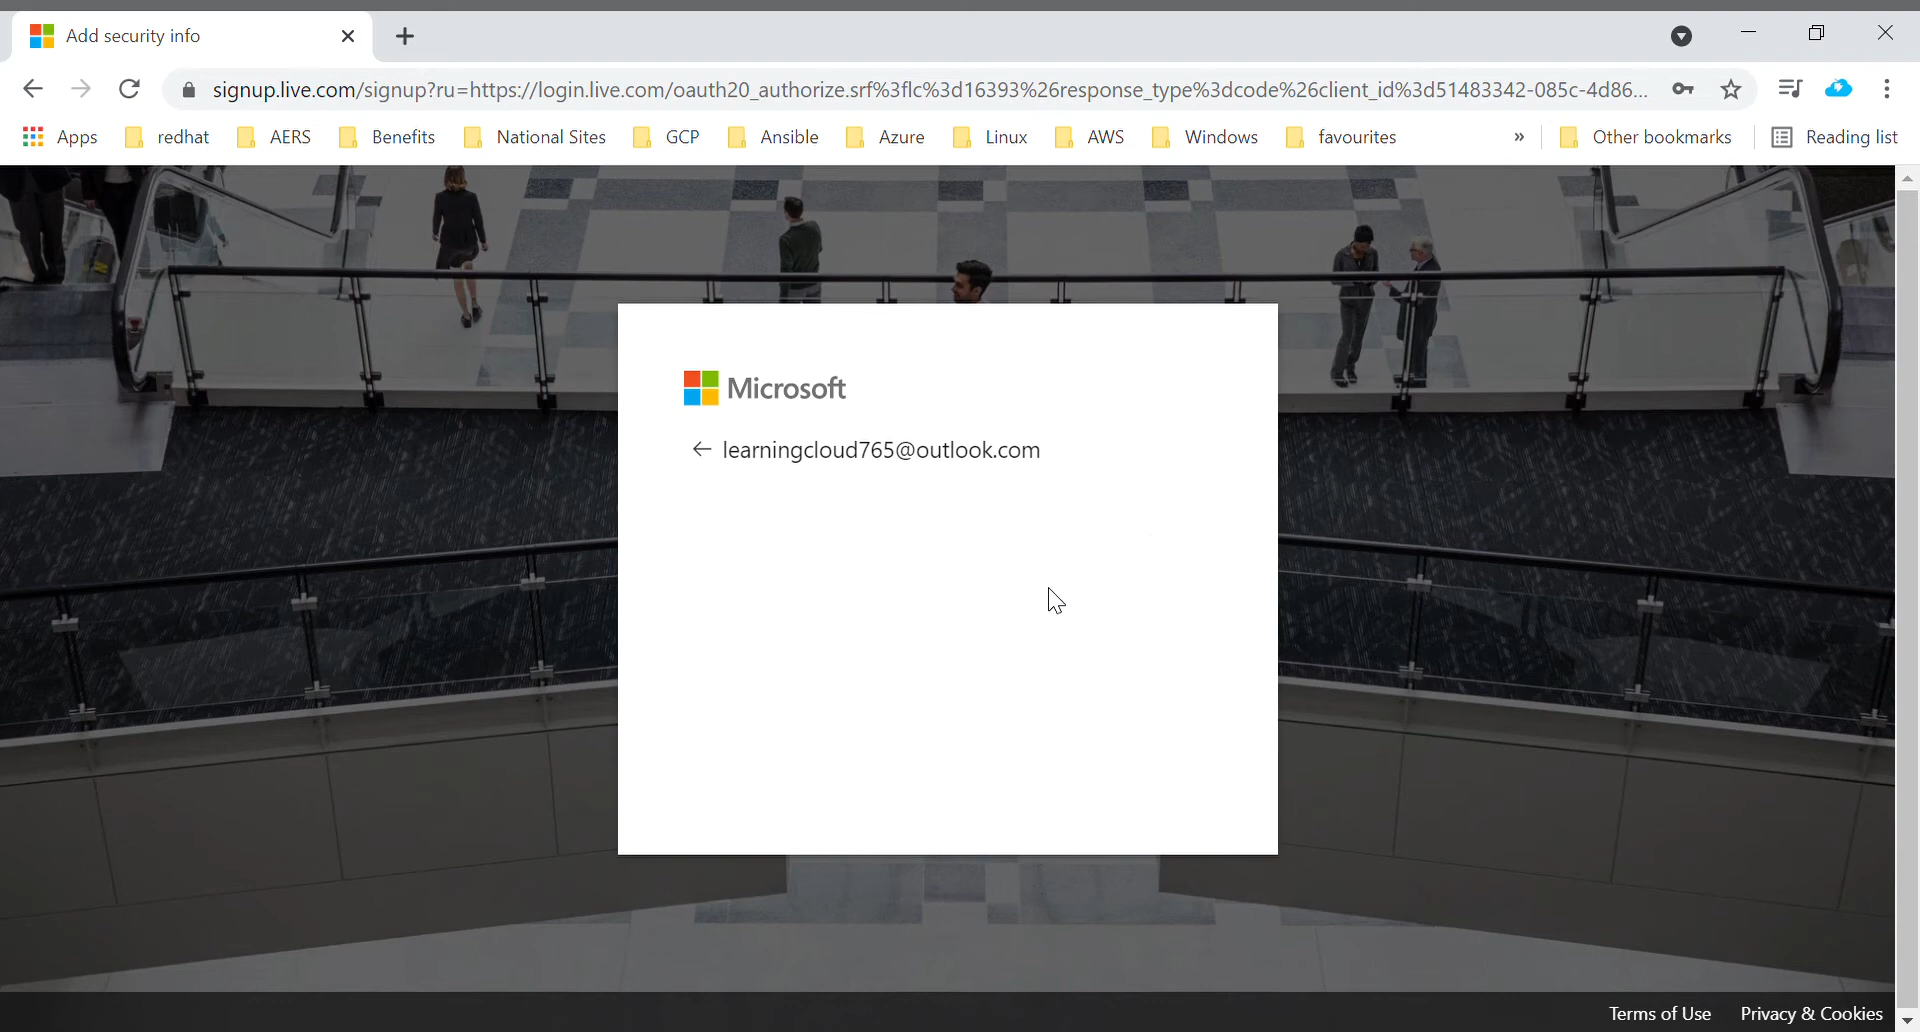 Add security info
signup.live.com/signup?ru=https://login.live.com/oauth20_authorize.srf%3flc%3d16393%26response_type%3dcode%26client_id%3d51483342-085c-4d86...
Apps redhat AERS Benefits National Sites GCP Ansible Azure Linux AWS Windows favourites » Other bookmarks Reading list
Microsoft
learningcloud765@outlook.com
Terms of Use Privacy & Cookies